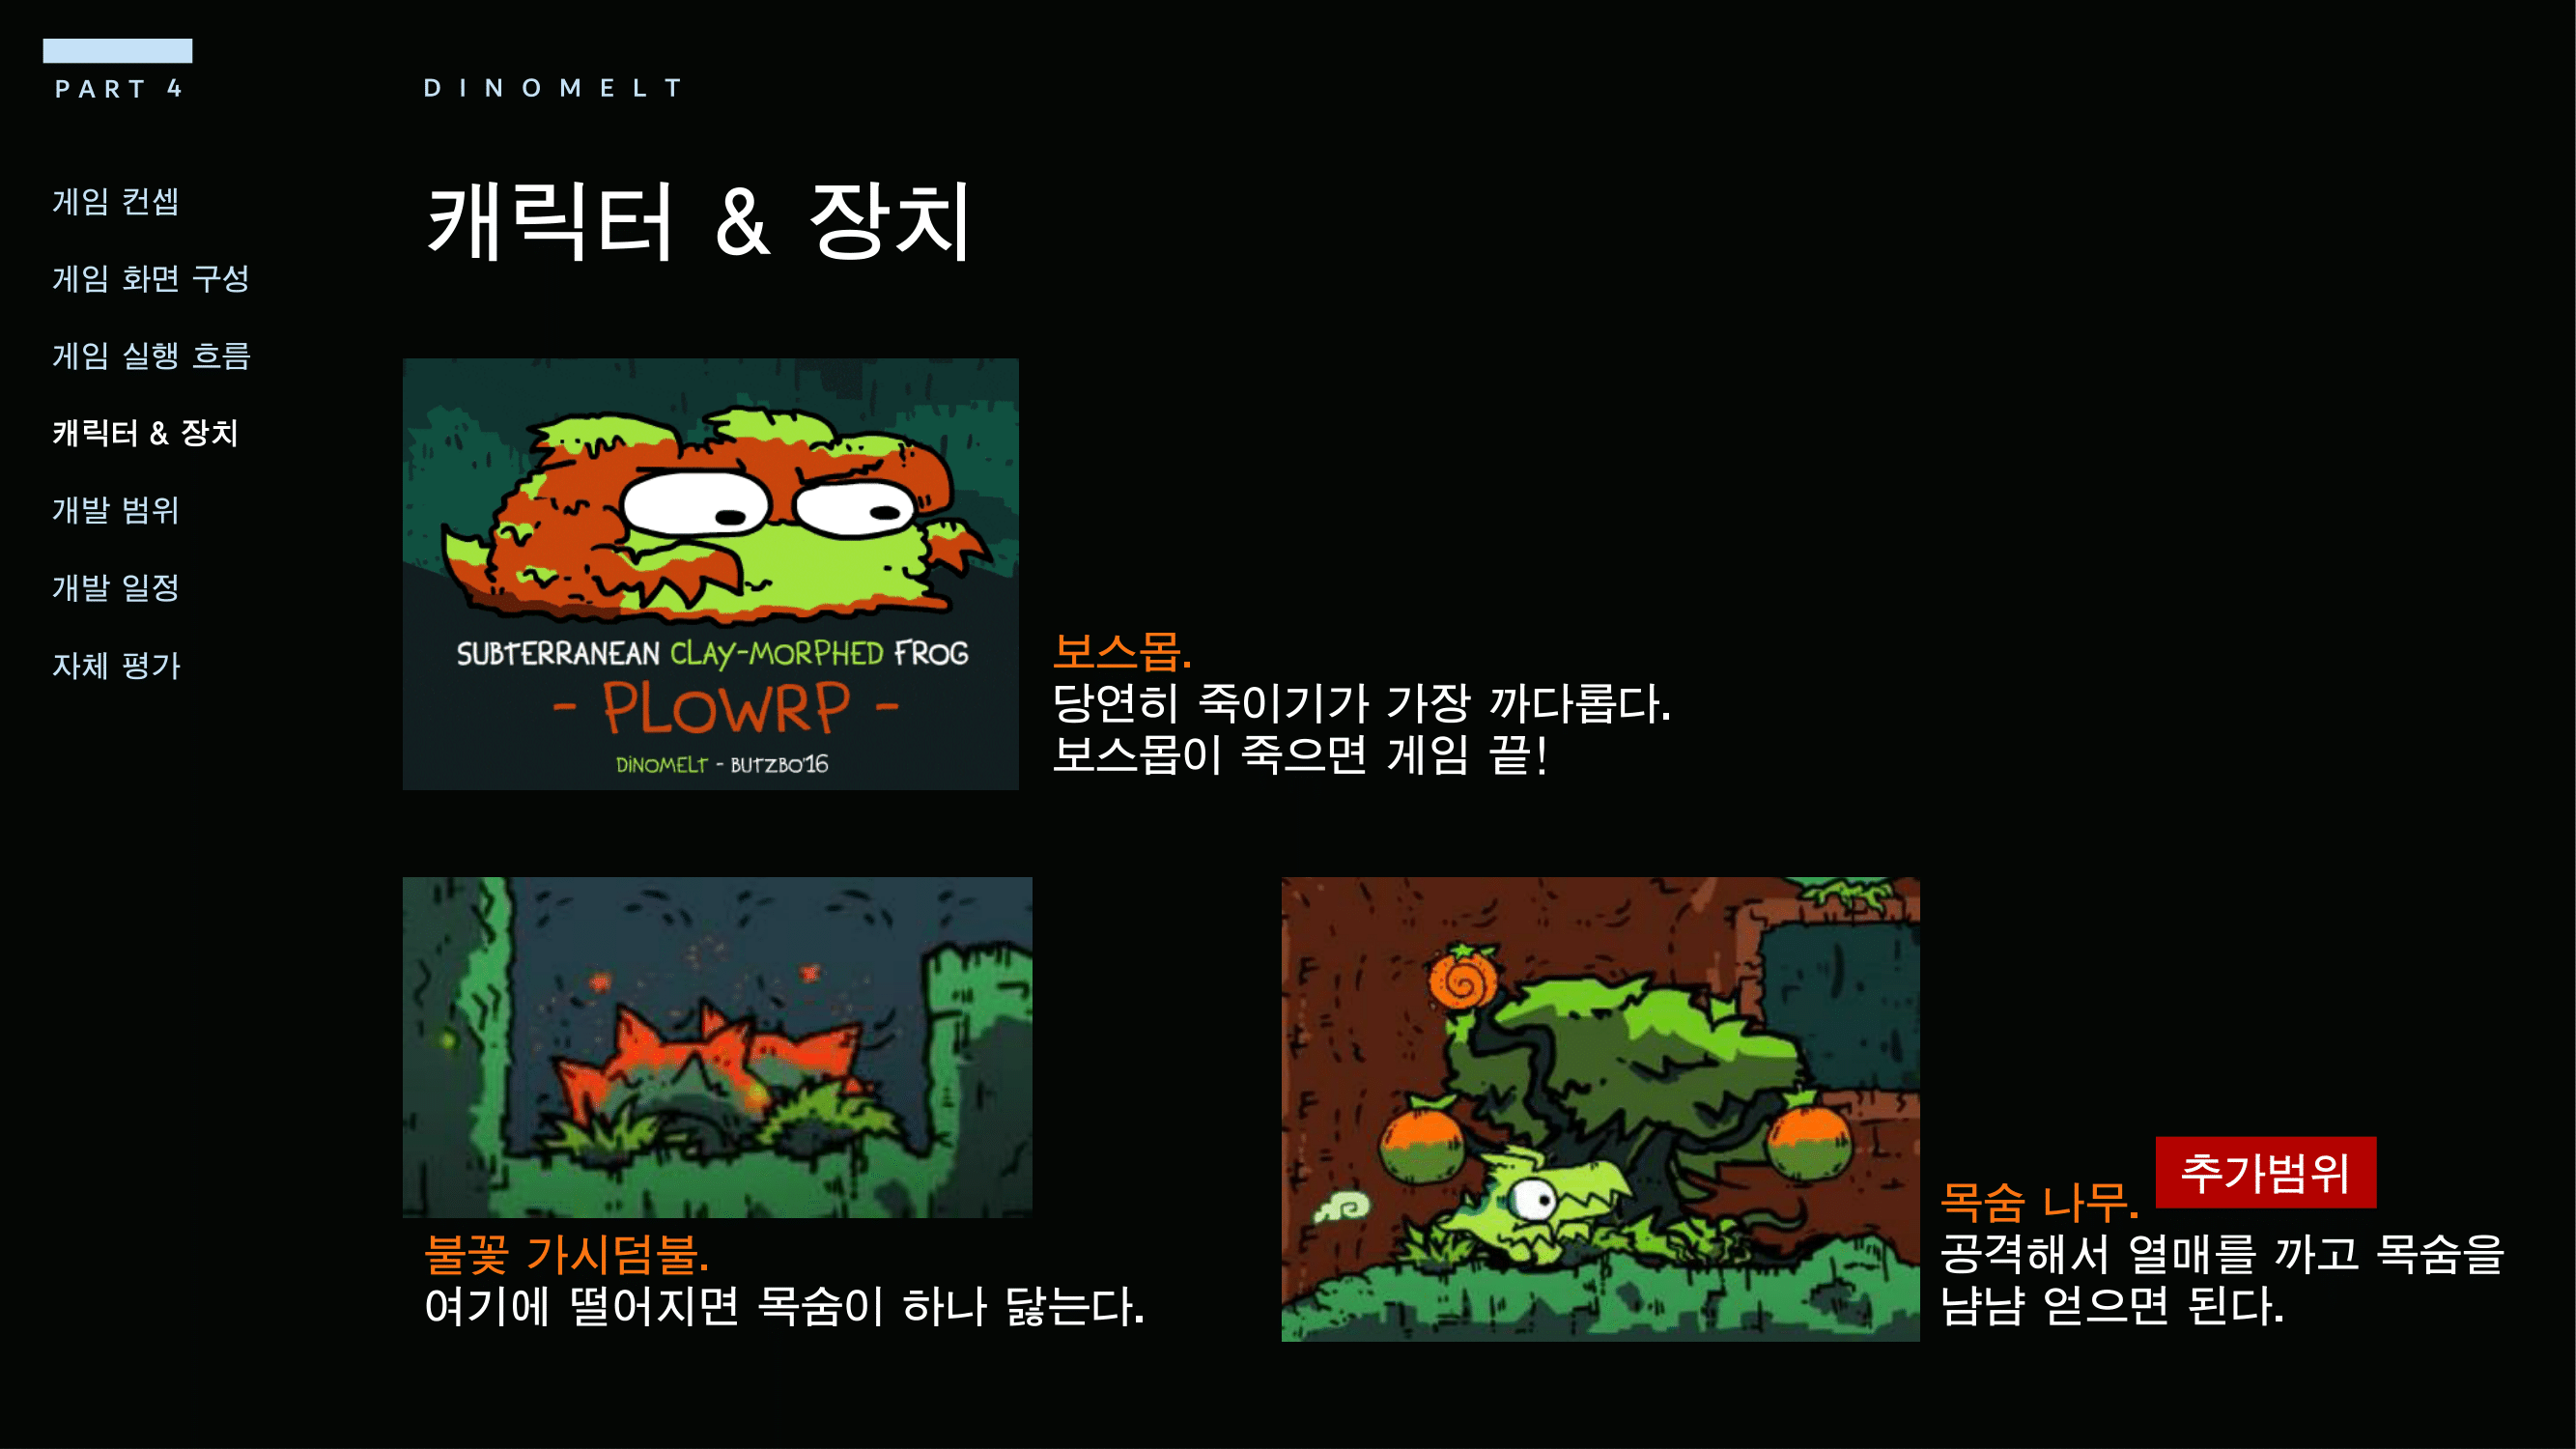 PART 4
DINOMELT
게임 컨셉
게임 화면 구성
게임 실행 흐름
캐릭터 & 장치
개발 범위
개발 일정
자체 평가
캐릭터 & 장치
SUBTERRANEAN CLAY-MORPHED FROG
- PLOWRP -
DINOMELT - BUTZBO'16
보스몹.
당연히 죽이기가 가장 까다롭다.
보스몹이 죽으면 게임 끝!
불꽃 가시덤불.
여기에 떨어지면 목숨이 하나 닳는다.
목숨 나무.
추가범위
공격해서 열매를 까고 목숨을
냠냠 얻으면 된다.